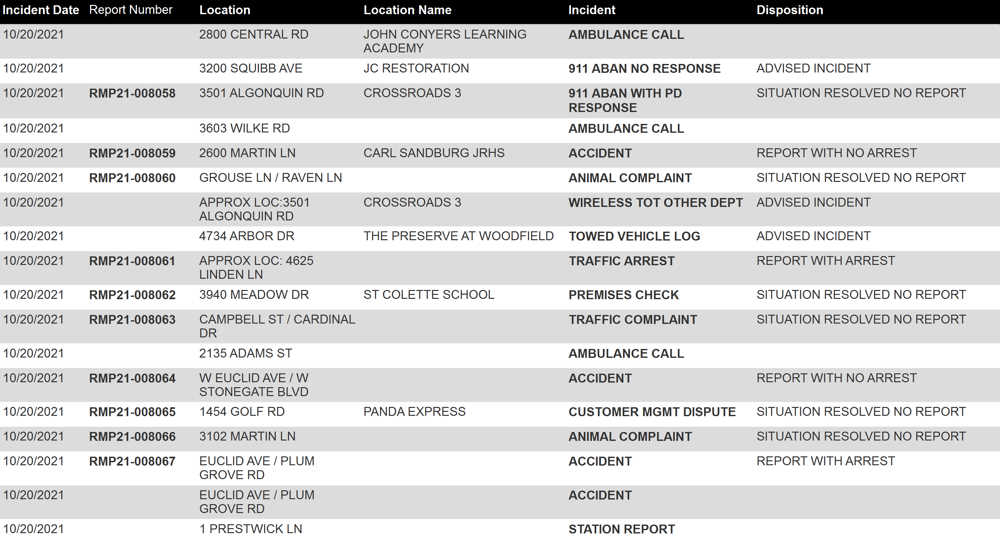 Incident Date Report Number Location Location Name Incident Disposition
10/20/2021 2800 CENTRAL RD JOHN CONYERS LEARNING AMBULANCE CALL
ACADEMY
10/20/2021 3200 SQUIBB AVE JC RESTORATION 911 ABAN NO RESPONSE ADVISED INCIDENT
10/20/2021 RMP21-008058 3501 ALGONQUIN RD CROSSROADS 3 911 ABAN WITH PD SITUATION RESOLVED NO REPORT
RESPONSE
10/20/2021 3603 WILKE RD AMBULANCE CALL
10/20/2021 RMP21-008059 2600 MARTIN LN CARL SANDBURG JRHS ACCIDENT REPORT WITH NO ARREST
10/20/2021 RMP21-008060 GROUSE LN / RAVEN LN ANIMAL COMPLAINT SITUATION RESOLVED NO REPORT
10/20/2021 APPROX LOC:3501 CROSSROADS 3 WIRELESS TOT OTHER DEPT ADVISED INCIDENT
ALGONQUIN RD
10/20/2021 4734 ARBOR DR THE PRESERVE AT WOODFIELD TOWED VEHICLE LOG ADVISED INCIDENT
10/20/2021 RMP21-008061 APPROX LOC: 4625 TRAFFIC ARREST REPORT WITH ARREST
LINDEN LN
10/20/2021 RMP21-008062 3940 MEADOW DR ST COLETTE SCHOOL PREMISES CHECK SITUATION RESOLVED NO REPORT
10/20/2021 RMP21-008063 CAMPBELL ST / CARDINAL TRAFFIC COMPLAINT SITUATION RESOLVED NO REPORT
DR
10/20/2021 2135 ADAMS ST AMBULANCE CALL
10/20/2021 RMP21-008064 W EUCLID AVE / W ACCIDENT REPORT WITH NO ARREST
STONEGATE BLVD
10/20/2021 RMP21-008065 1454 GOLF RD PANDA EXPRESS CUSTOMER MGMT DISPUTE SITUATION RESOLVED NO REPORT
10/20/2021 RMP21-008066 3102 MARTIN LN ANIMAL COMPLAINT SITUATION RESOLVED NO REPORT
10/20/2021 RMP21-008067 EUCLID AVE / PLUM ACCIDENT REPORT WITH ARREST
GROVE RD
10/20/2021 EUCLID AVE / PLUM ACCIDENT
GROVE RD
10/20/2021 1 PRESTWICK LN STATION REPORT